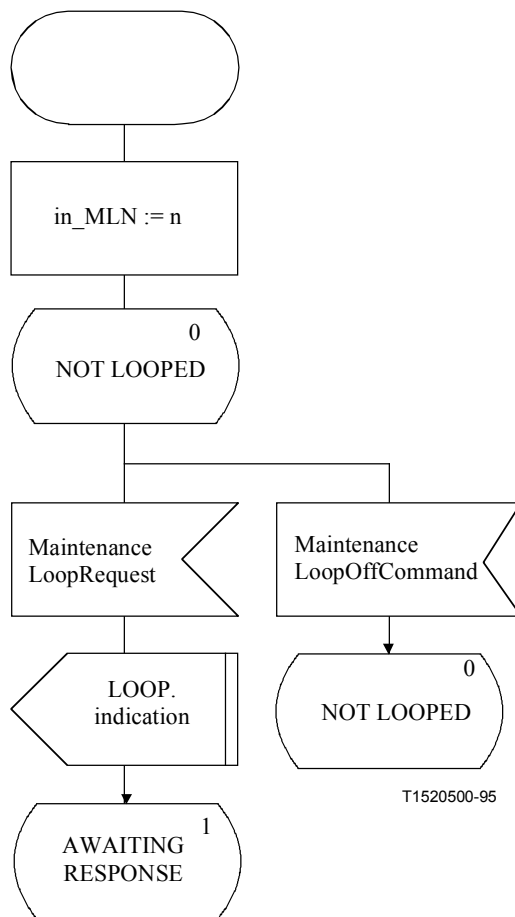 in_MLN := n
0
NOT LOOPED
Maintenance
LoopRequest
Maintenance
LoopOffCommand
LOOP.
indication
0
NOT LOOPED
T1520500-95
1
AWAITING
RESPONSE